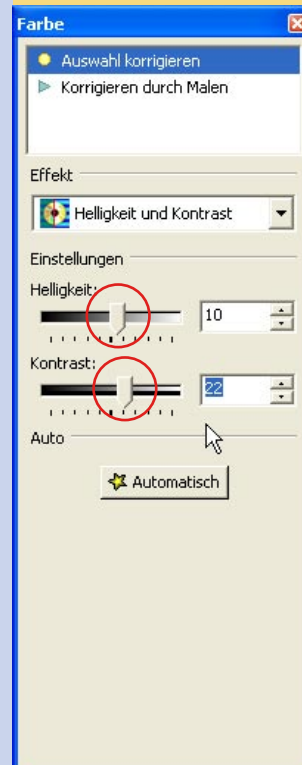 Farbe
Auswahl korrigieren
Korrigieren durch Malen
Effekt
Helligkeit und Kontrast
Einstellungen
Helligkeit:
10
Kontrast:
22
Auto
Automatisch